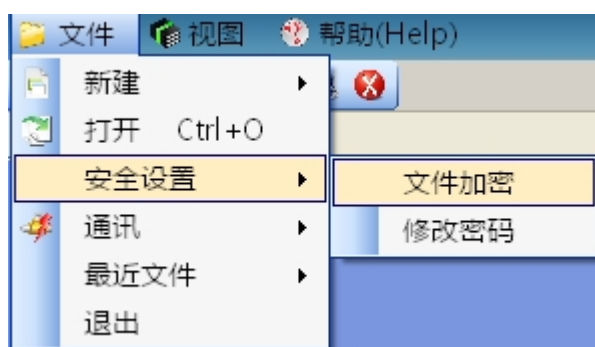 文件 视图 帮助(Help)
新建
打开 Ctrl+O
安全设置 文件加密
通讯 修改密码
最近文件
退出